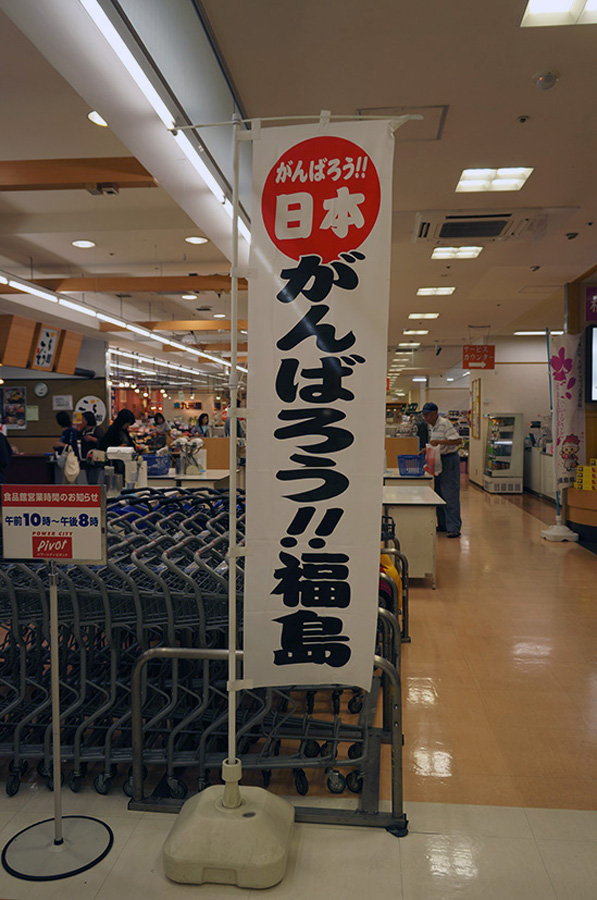 がんばろう!!
日本
がんばろう!!福島
食品営業時間のお知らせ
午前10時～午後8時
POWER CITY
PIVOT